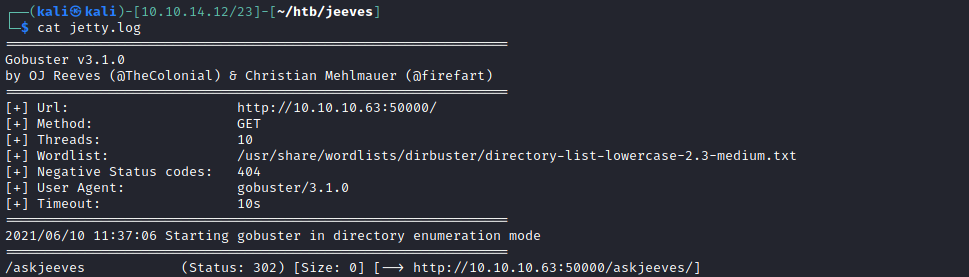 ┌──(kali㉿kali)-[10.10.14.12/23]-[~/htb/jeeves]
└─$ cat jetty.log
===============================================================
Gobuster v3.1.0
by OJ Reeves (@TheColonial) & Christian Mehlmauer (@firefart)
===============================================================
[+] Url:                     http://10.10.10.63:50000/
[+] Method:                  GET
[+] Threads:                 10
[+] Wordlist:                /usr/share/wordlists/dirbuster/directory-list-lowercase-2.3-medium.txt
[+] Negative Status codes:   404
[+] User Agent:              gobuster/3.1.0
[+] Timeout:                 10s
===============================================================
2021/06/10 11:37:06 Starting gobuster in directory enumeration mode
===============================================================
/askjeeves            (Status: 302) [Size: 0] [--> http://10.10.10.63:50000/askjeeves/]